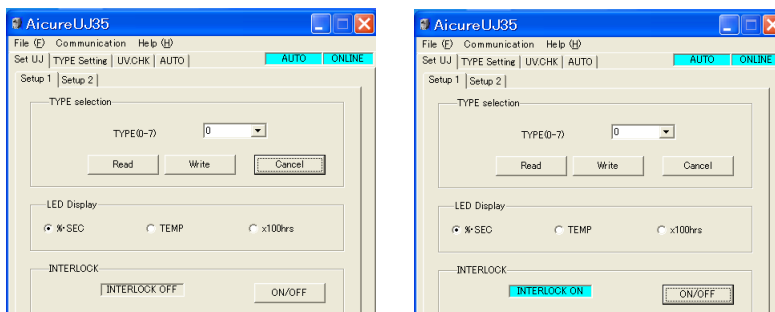 AicureUJ35
File (F) Communication Help (H)
Set UJ TYPE Setting UV.CHK AUTO AUTO ONLINE
Setup 1 Setup 2
TYPE selection
TYPE(0-7) 0
Read Write Cancel
LED Display
%·SEC TEMP x100hrs
INTERLOCK
INTERLOCK OFF ON/OFF
AicureUJ35
File (F) Communication Help (H)
Set UJ TYPE Setting UV.CHK AUTO AUTO ONLINE
Setup 1 Setup 2
TYPE selection
TYPE(0-7) 0
Read Write Cancel
LED Display
%·SEC TEMP x100hrs
INTERLOCK
INTERLOCK ON ON/OFF